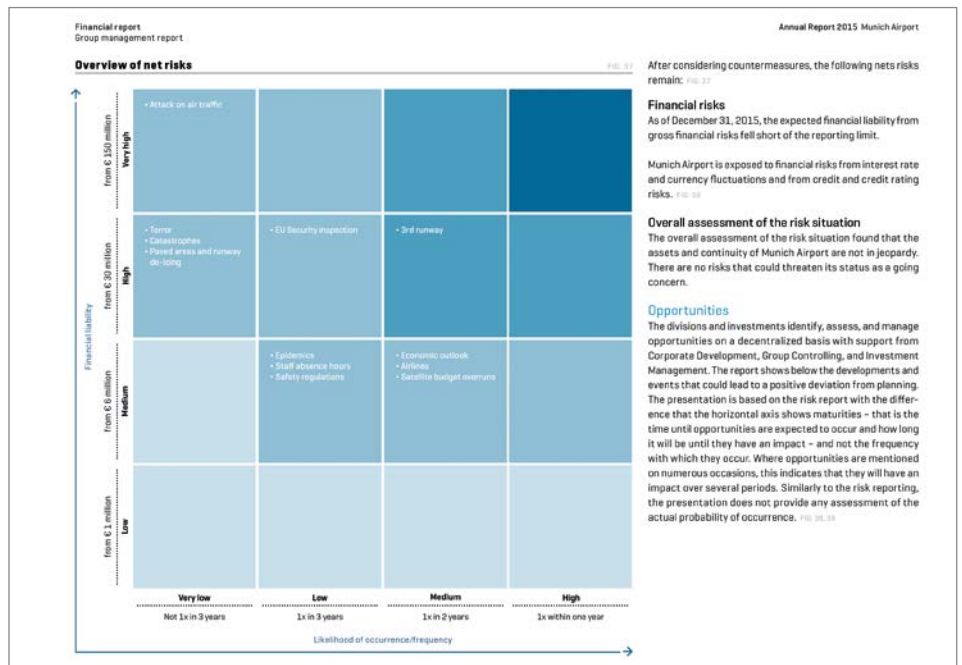 Financial report
Group management report
Annual Report 2015 Munich Airport
Overview of net risks
FIG. 37
Financial liability
from € 150 million
Very high
• Attack on air traffic
from € 30 million
High
• Terror
• Catastrophes
• Paved areas and runway
de-icing
• EU Security inspection
• 3rd runway
from € 6 million
Medium
• Epidemics
• Staff absence hours
• Safety regulations
• Economic outlook
• Airlines
• Satellite budget overruns
from € 1 million
Low
Very low
Low
Medium
High
Not 1x in 3 years
1x in 3 years
1x in 2 years
1x within one year
Likelihood of occurrence/frequency
After considering countermeasures, the following nets risks
remain: FIG. 37
Financial risks
As of December 31, 2015, the expected financial liability from
gross financial risks fell short of the reporting limit.
Munich Airport is exposed to financial risks from interest rate
and currency fluctuations and from credit and credit rating
risks.
Overall assessment of the risk situation
The overall assessment of the risk situation found that the
assets and continuity of Munich Airport are not in jeopardy.
There are no risks that could threaten its status as a going
concern.
Opportunities
The divisions and investments identify, assess, and manage
opportunities on a decentralized basis with support from
Corporate Development, Group Controlling, and Investment
Management. The report shows below the developments and
events that could lead to a positive deviation from planning.
The presentation is based on the risk report with the differ-
ence that the horizontal axis shows maturities – that is the
time until opportunities are expected to occur and how long
it will be until they have an impact – and not the frequency
with which they occur. Where opportunities are mentioned
on numerous occasions, this indicates that they will have an
impact over several periods. Similarly to the risk reporting,
the presentation does not provide any assessment of the
actual probability of occurrence.